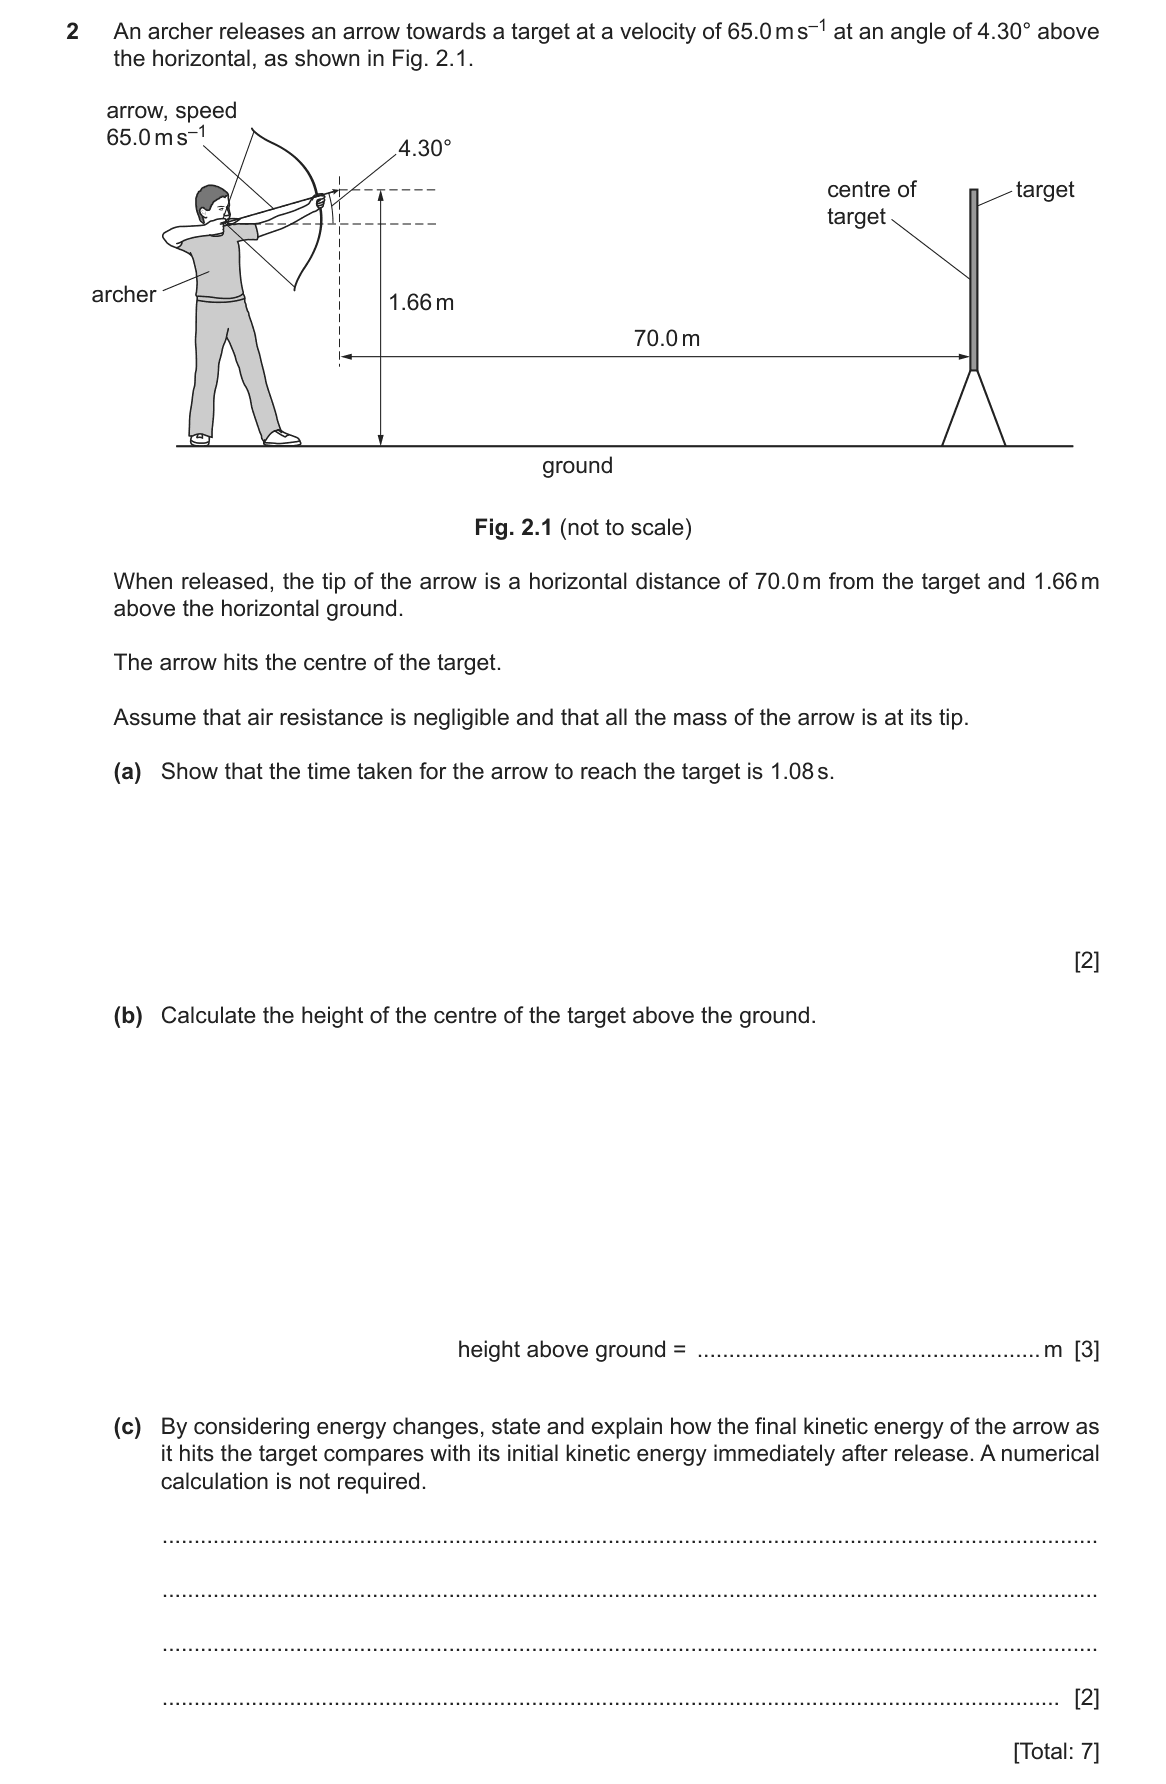 2 An archer releases an arrow towards a target at a velocity of 65.0 m s⁻¹ at an angle of 4.30° above
the horizontal, as shown in Fig. 2.1.
arrow, speed
65.0 m s⁻¹
4.30°
centre of
target
target
archer
1.66 m
70.0 m
ground
Fig. 2.1 (not to scale)
When released, the tip of the arrow is a horizontal distance of 70.0 m from the target and 1.66 m
above the horizontal ground.
The arrow hits the centre of the target.
Assume that air resistance is negligible and that all the mass of the arrow is at its tip.
(a) Show that the time taken for the arrow to reach the target is 1.08 s.
[2]
(b) Calculate the height of the centre of the target above the ground.
height above ground = ...................................................... m [3]
(c) By considering energy changes, state and explain how the final kinetic energy of the arrow as
it hits the target compares with its initial kinetic energy immediately after release. A numerical
calculation is not required.
...................................................................................................................................................
...................................................................................................................................................
...................................................................................................................................................
............................................................................................................................................. [2]
[Total: 7]